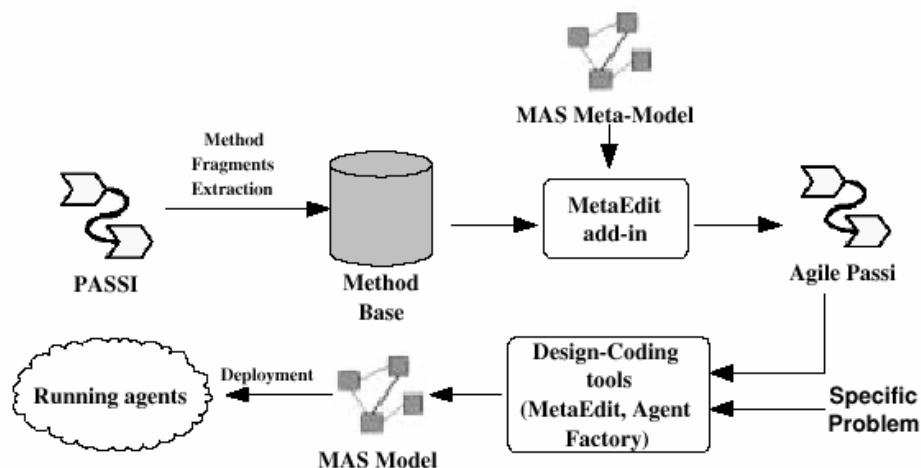 MAS Meta-Model
Method
Fragments
Extraction
MetaEdit
add-in
PASSI
Method
Base
Agile Passi
Design-Coding
tools
(MetaEdit, Agent
Factory)
Specific
Problem
Deployment
Running agents
MAS Model